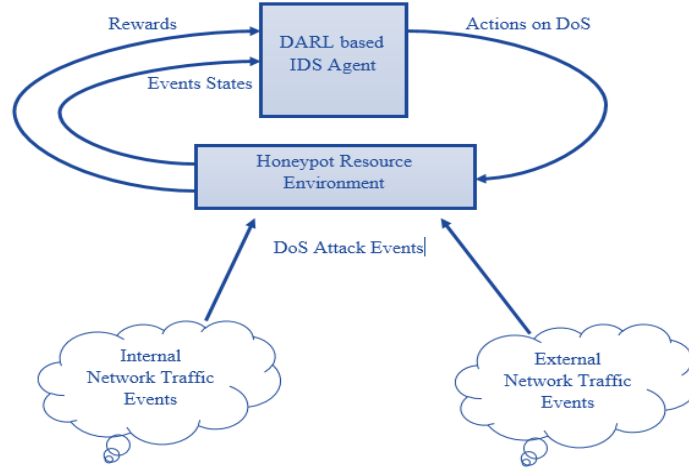 Rewards
DARL based
IDS Agent
Actions on DoS
Events States
Honeypot Resource
Environment
DoS Attack Events
Internal
Network Traffic
Events
External
Network Traffic
Events